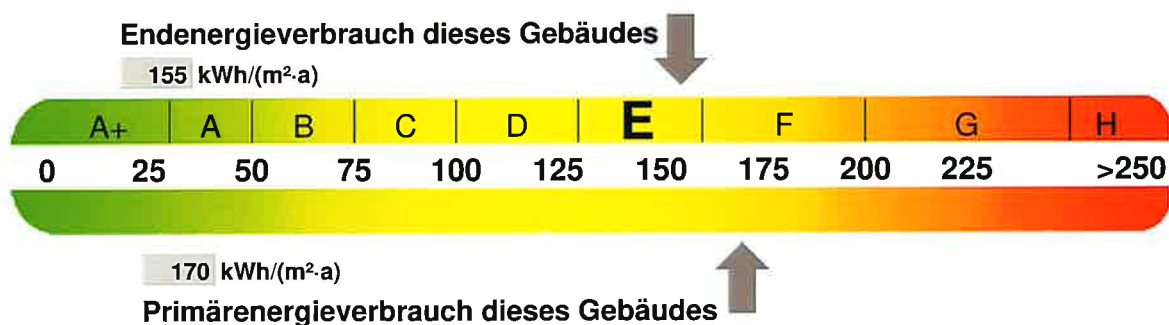 Endenergieverbrauch dieses Gebäudes
155 kWh/(m²·a)
A+ A B C D E F G H
0 25 50 75 100 125 150 175 200 225 >250
170 kWh/(m²·a)
Primärenergieverbrauch dieses Gebäudes